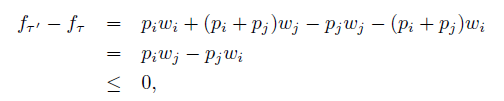 f_{τ'} − f_τ = p_i w_i + (p_i + p_j)w_j − p_j w_j − (p_i + p_j)w_i
= p_i w_j − p_j w_i
≤ 0,